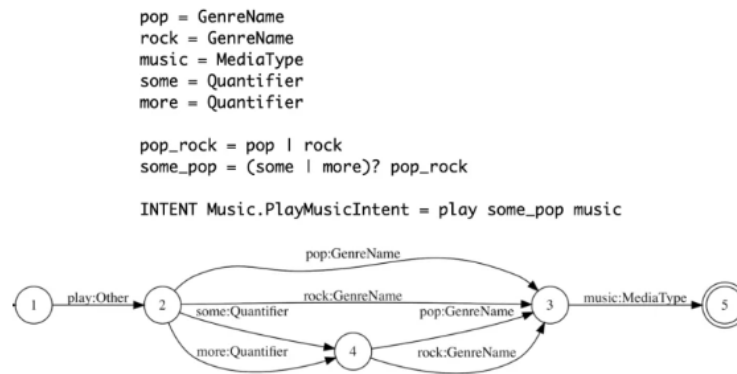 pop = GenreName
rock = GenreName
music = MediaType
some = Quantifier
more = Quantifier
pop_rock = pop | rock
some_pop = (some | more)? pop_rock
INTENT Music.PlayMusicIntent = play some_pop music
pop:GenreName
1 play:Other 2 rock:GenreName 3 music:MediaType 5
some:Quantifier pop:GenreName
more:Quantifier 4 rock:GenreName